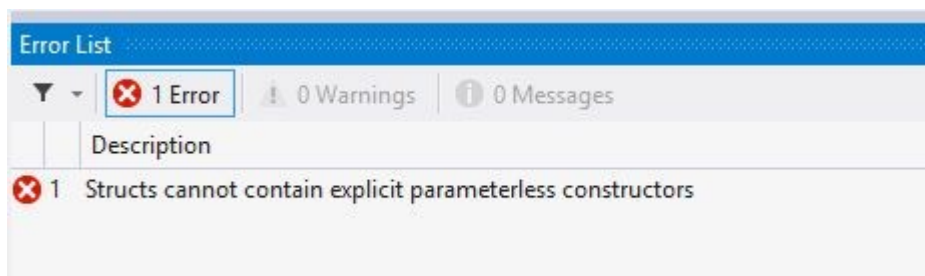 Error List
1 Error 0 Warnings 0 Messages
Description
1 Structs cannot contain explicit parameterless constructors